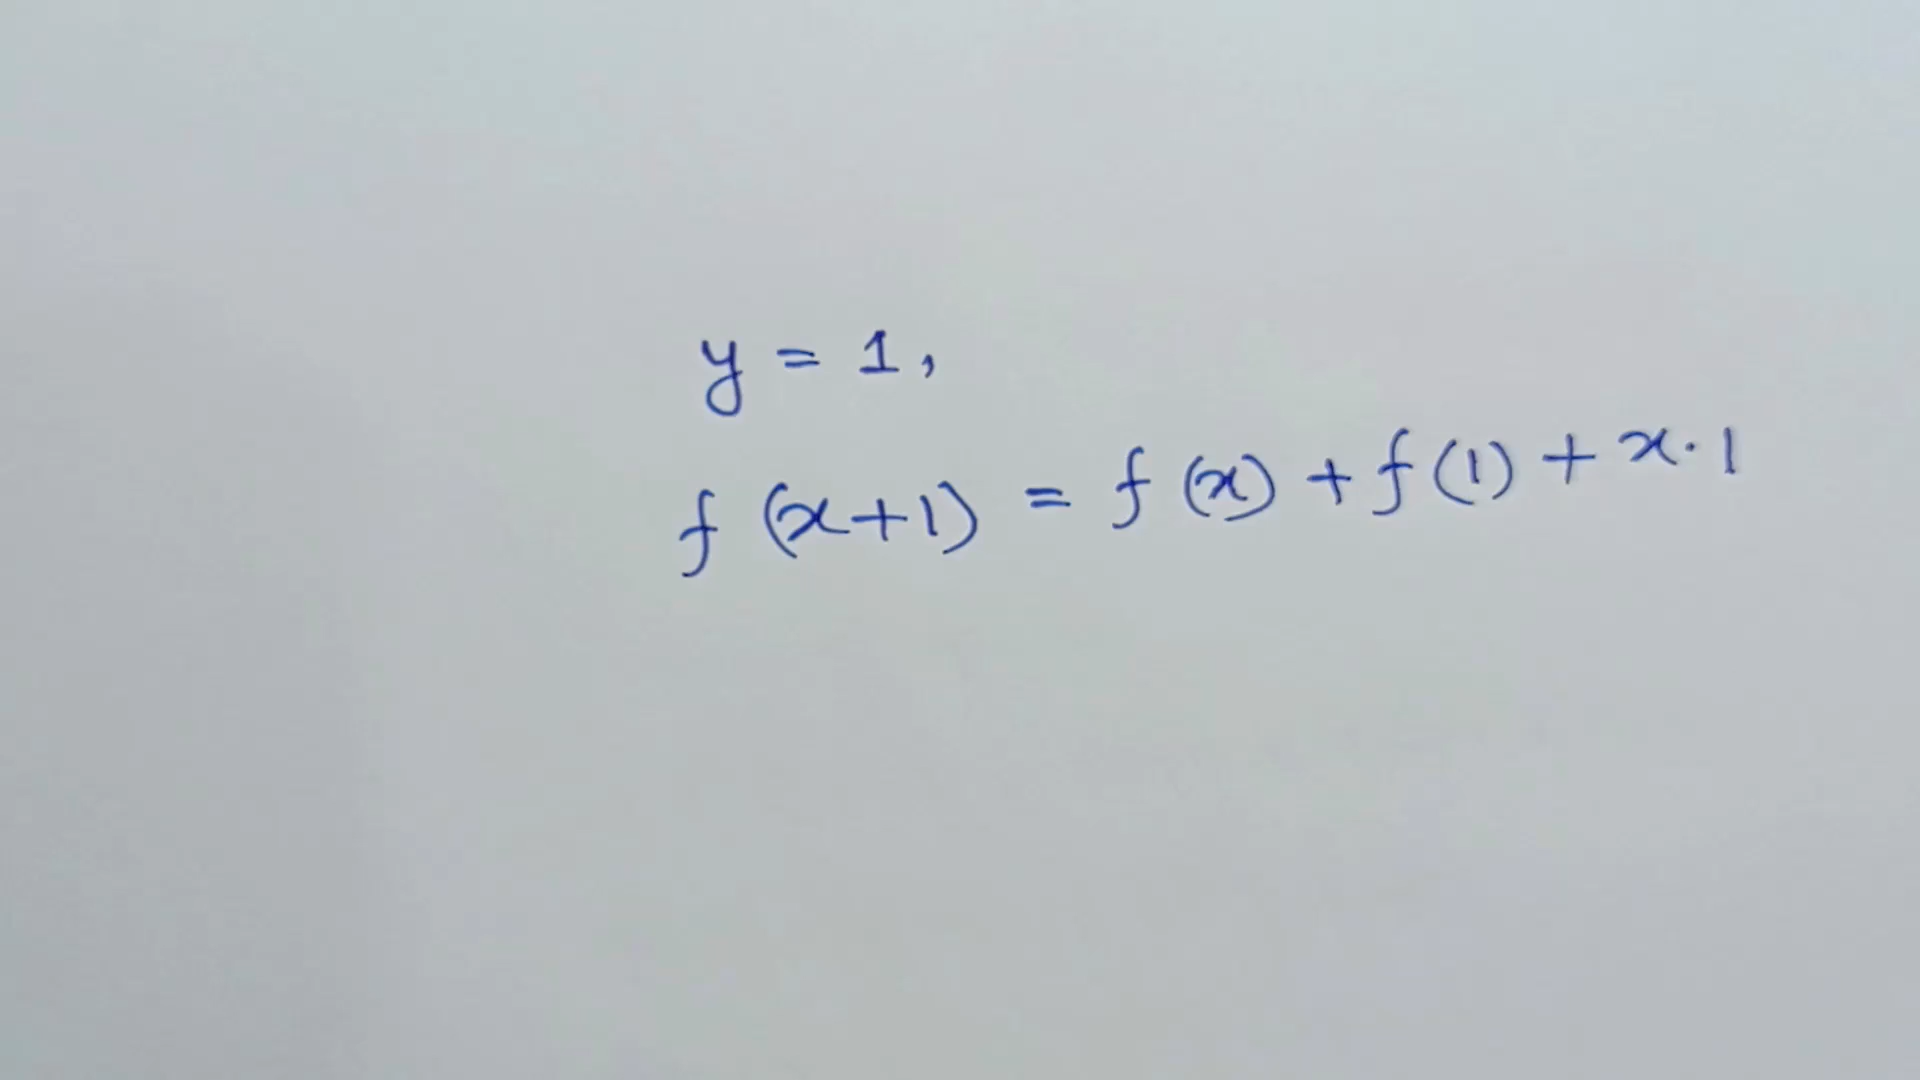 y = 1,
f (x+1) = f (x) + f (1) + x · 1